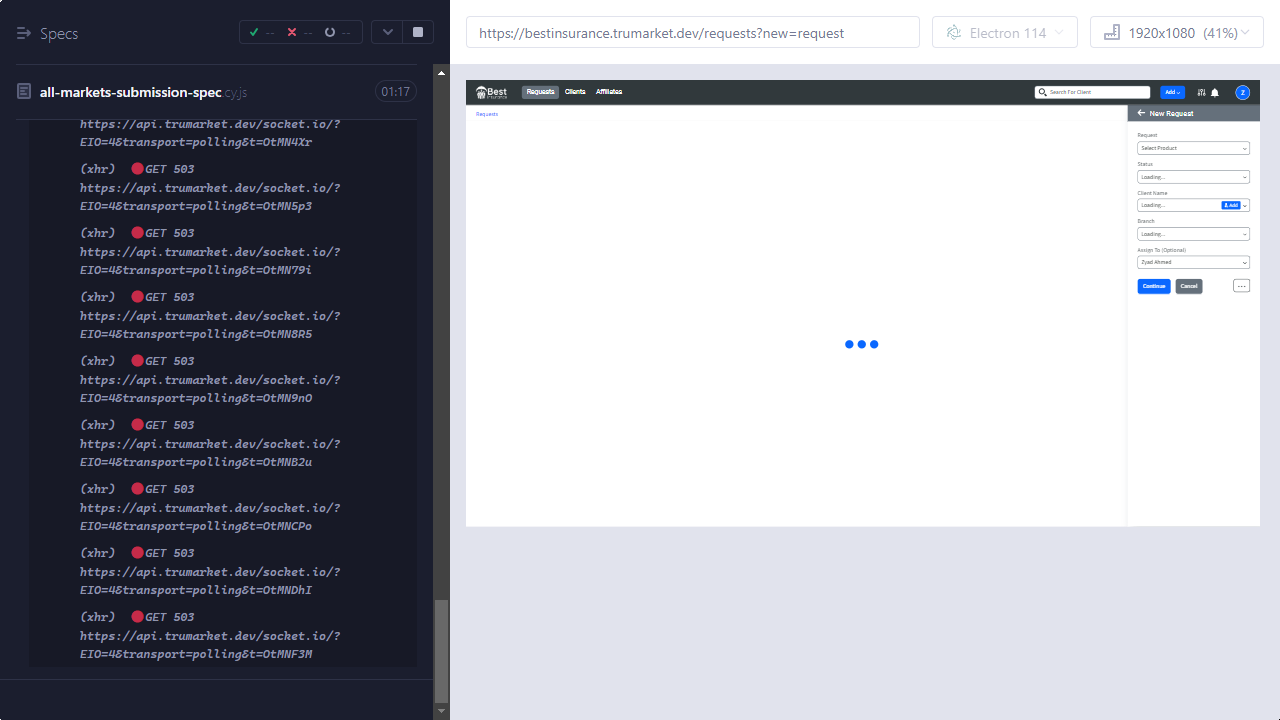 Specs
-- -- --
all-markets-submission-spec.cy.js 01:17
https://api.trumarket.dev/socket.io/?
EIO=4&transport=polling&t=OtMN4Xr
(xhr) GET 503
https://api.trumarket.dev/socket.io/?
EIO=4&transport=polling&t=OtMN5p3
(xhr) GET 503
https://api.trumarket.dev/socket.io/?
EIO=4&transport=polling&t=OtMN79i
(xhr) GET 503
https://api.trumarket.dev/socket.io/?
EIO=4&transport=polling&t=OtMN8R5
(xhr) GET 503
https://api.trumarket.dev/socket.io/?
EIO=4&transport=polling&t=OtMN9nO
(xhr) GET 503
https://api.trumarket.dev/socket.io/?
EIO=4&transport=polling&t=OtMNB2u
(xhr) GET 503
https://api.trumarket.dev/socket.io/?
EIO=4&transport=polling&t=OtMNCPo
(xhr) GET 503
https://api.trumarket.dev/socket.io/?
EIO=4&transport=polling&t=OtMNDhI
(xhr) GET 503
https://api.trumarket.dev/socket.io/?
EIO=4&transport=polling&t=OtMNF3M
https://bestinsurance.trumarket.dev/requests?new=request
Electron 114
1920x1080 (41%)
Best
Insurance
Requests Clients Affiliates
Search For Client
Add
Z
Requests
New Request
Request
Select Product
Status
Loading...
Client Name
Loading...
Add
Branch
Loading...
Assign To (Optional)
Zyad Ahmed
Continue Cancel ...